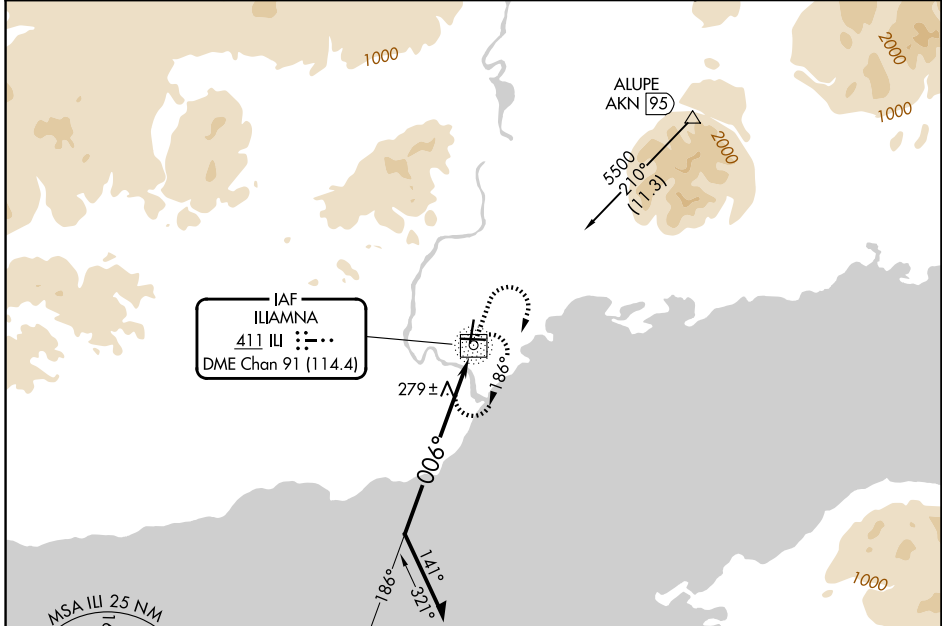 1000
2000
1000
ALUPE
AKN 95
2000
5500
210°
(11.3)
IAF
ILIAMNA
411 ILI
DME Chan 91 (114.4)
279±
186°
006°
141°
321°
186°
1000
MSA ILI 25 NM